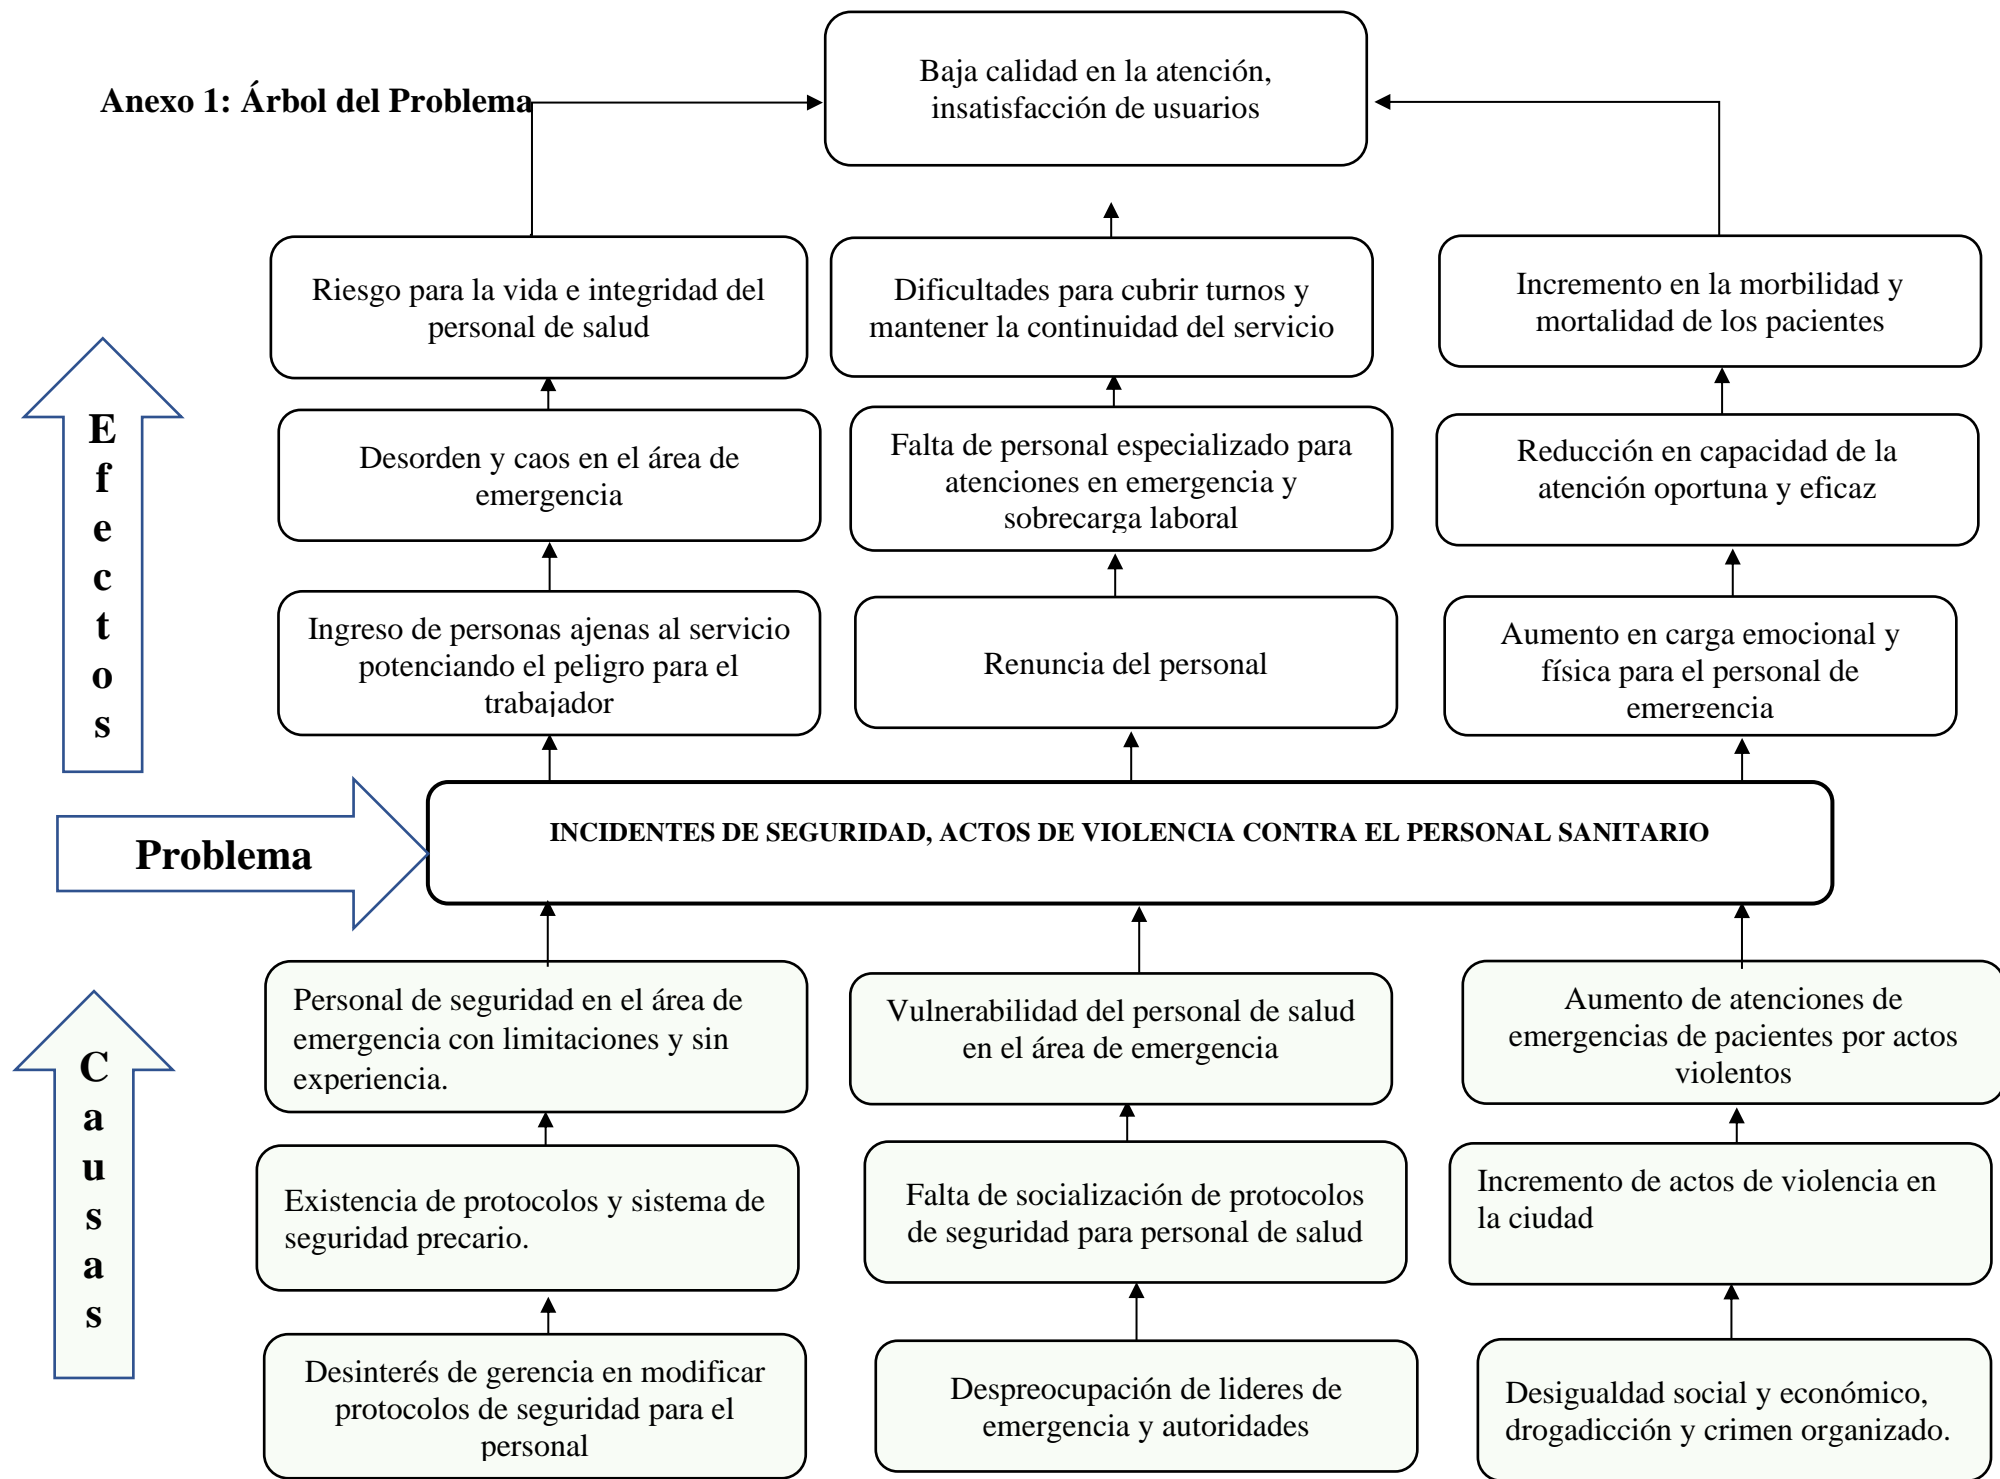 Baja calidad en la atención,
insatisfacción de usuarios
Anexo 1: Árbol del Problema
Riesgo para la vida e integridad del
personal de salud
Dificultades para cubrir turnos y
mantener la continuidad del servicio
Incremento en la morbilidad y
mortalidad de los pacientes
Efectos
Desorden y caos en el área de
emergencia
Falta de personal especializado para
atenciones en emergencia y
sobrecarga laboral
Reducción en capacidad de la
atención oportuna y eficaz
Ingreso de personas ajenas al servicio
potenciando el peligro para el
trabajador
Renuncia del personal
Aumento en carga emocional y
física para el personal de
emergencia
Problema
INCIDENTES DE SEGURIDAD, ACTOS DE VIOLENCIA CONTRA EL PERSONAL SANITARIO
Personal de seguridad en el área de
emergencia con limitaciones y sin
experiencia.
Vulnerabilidad del personal de salud
en el área de emergencia
Aumento de atenciones de
emergencias de pacientes por actos
violentos
Causas
Existencia de protocolos y sistema de
seguridad precario.
Falta de socialización de protocolos
de seguridad para personal de salud
Incremento de actos de violencia en
la ciudad
Desinterés de gerencia en modificar
protocolos de seguridad para el
personal
Despreocupación de lideres de
emergencia y autoridades
Desigualdad social y económico,
drogadicción y crimen organizado.